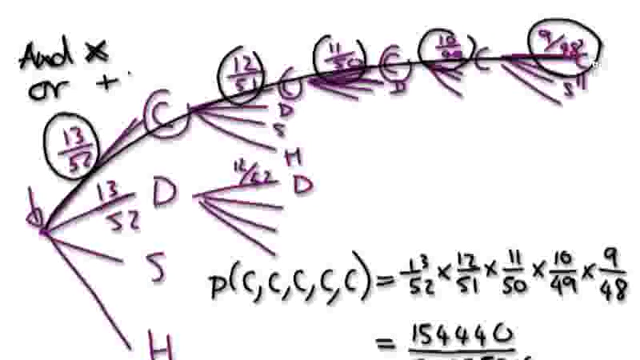 And ×
or +
13/52 C 12/51 C 11/50 C 10/49 C 9/48 C
D
S
H
D
S
13/52 D 12/52 D
S
H
P(C,C,C,C,C) = 13/52 × 12/51 × 11/50 × 10/49 × 9/48
= 154440